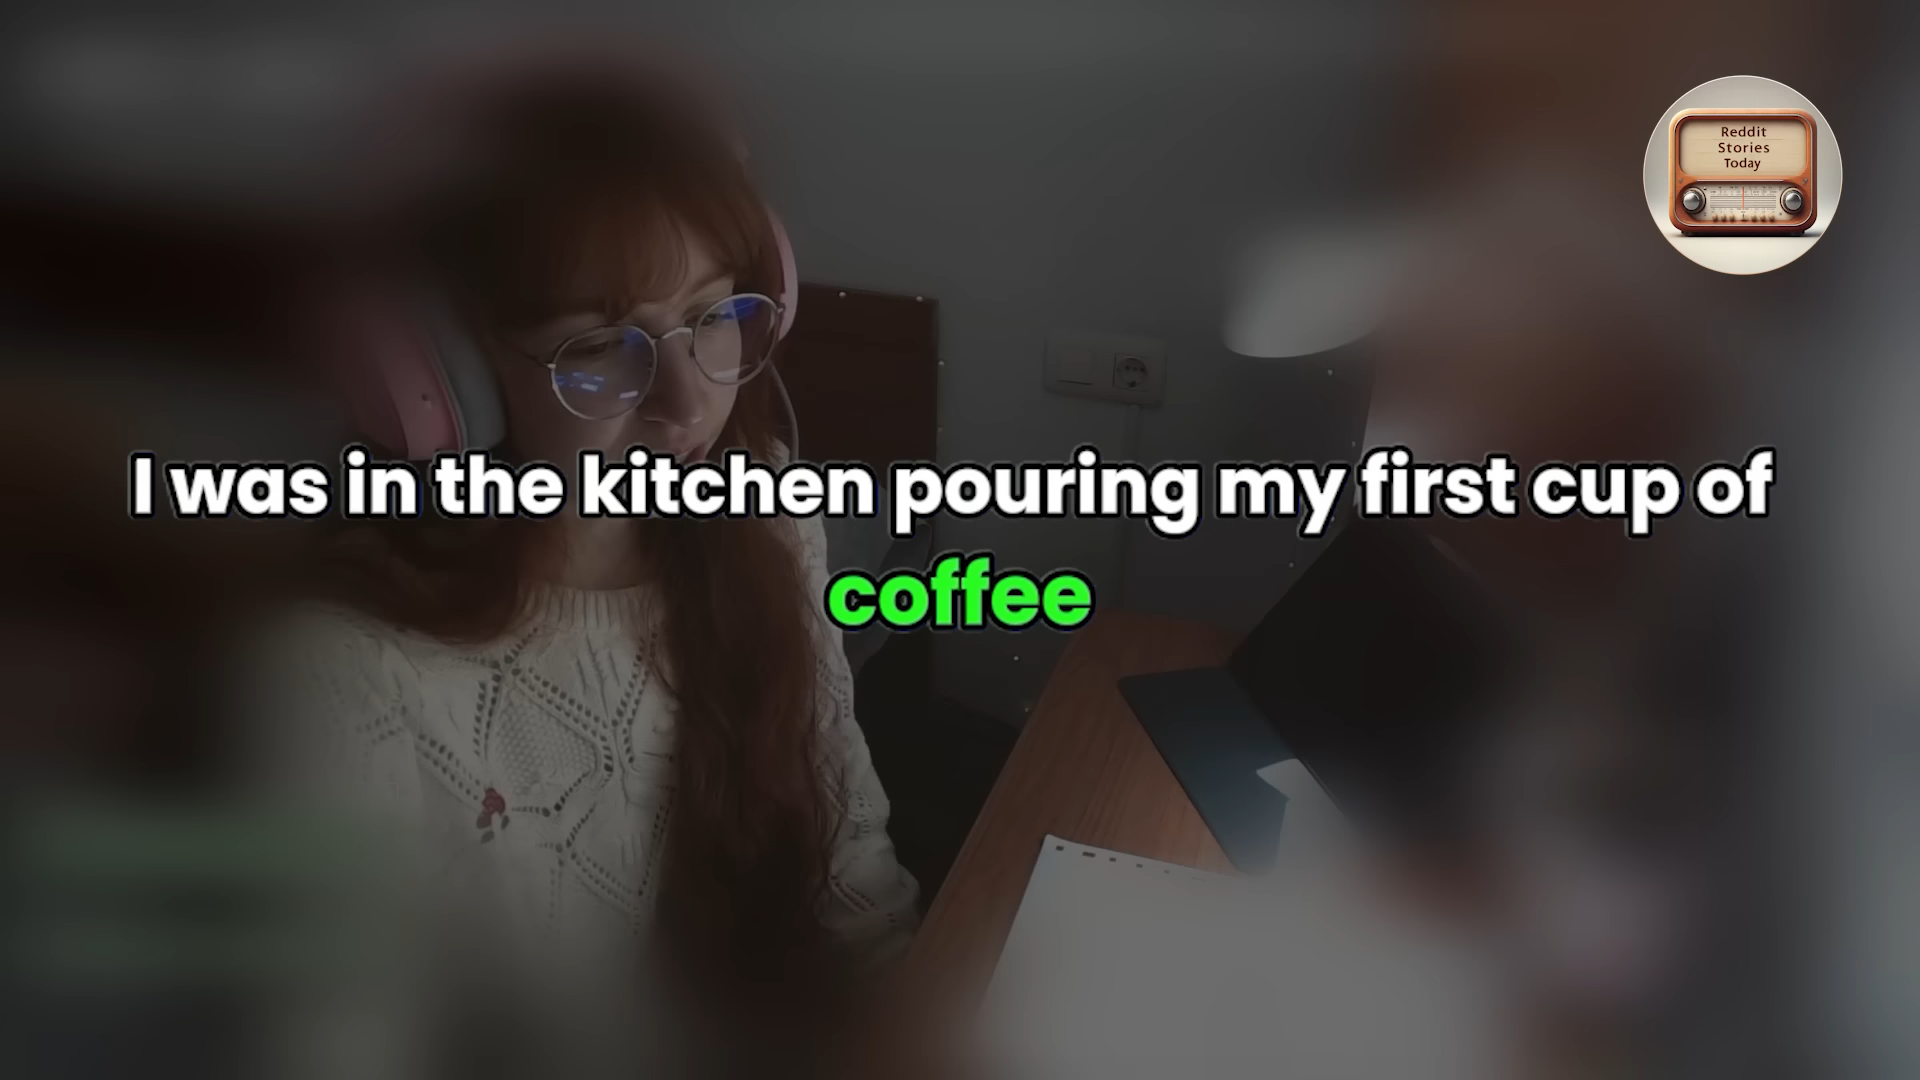 Reddit
Stories
Today
I was in the kitchen pouring my first cup of
coffee